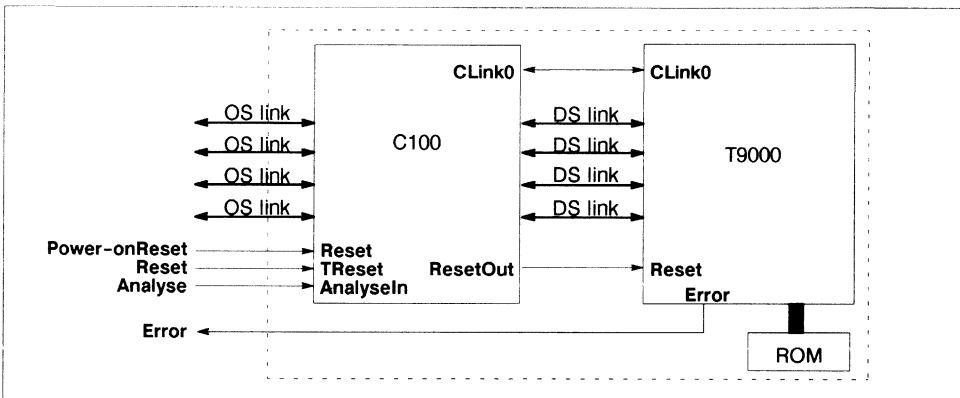 CLink0
CLink0
OS link
OS link
OS link
OS link
C100
DS link
DS link
DS link
DS link
T9000
Power-onReset
Reset
Analyse
Reset
TReset
AnalyseIn
ResetOut
Reset
Error
Error
ROM